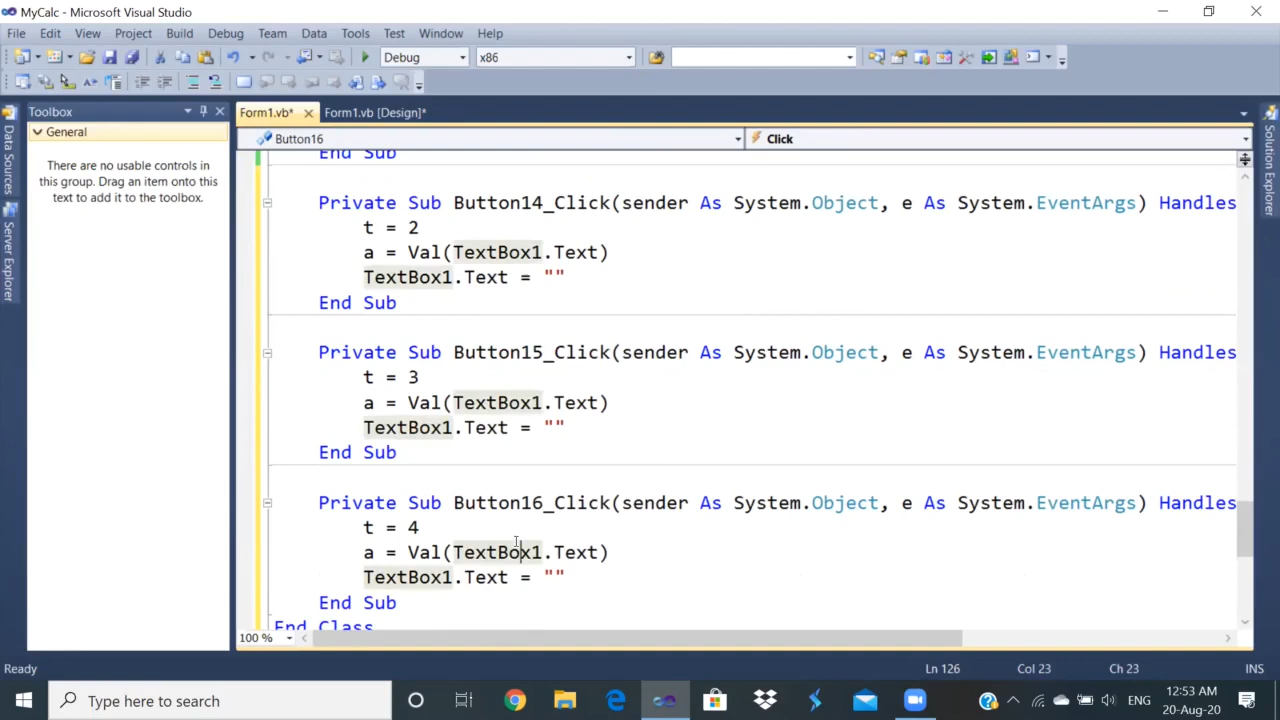 MyCalc - Microsoft Visual Studio
File Edit View Project Build Debug Team Data Tools Test Window Help
Debug x86
Toolbox
Form1.vb* Form1.vb [Design]*
General
Button16 Click
There are no usable controls in
this group. Drag an item onto this
text to add it to the toolbox.
Data Sources
Server Explorer
Solution Explorer
End Sub
Private Sub Button14_Click(sender As System.Object, e As System.EventArgs) Handles
t = 2
a = Val(TextBox1.Text)
TextBox1.Text = ""
End Sub
Private Sub Button15_Click(sender As System.Object, e As System.EventArgs) Handles
t = 3
a = Val(TextBox1.Text)
TextBox1.Text = ""
End Sub
Private Sub Button16_Click(sender As System.Object, e As System.EventArgs) Handles
t = 4
a = Val(TextBox1.Text)
TextBox1.Text = ""
End Sub
End Class
100 %
Ready Ln 126 Col 23 Ch 23 INS
Type here to search
ENG
12:53 AM
20-Aug-20